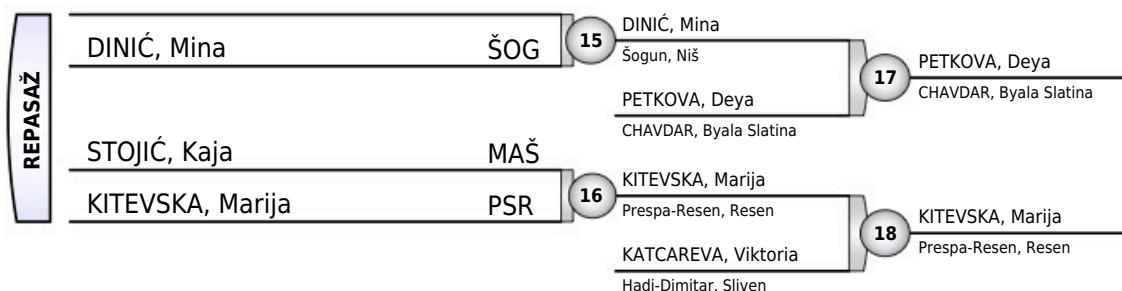 REPASAŽ
DINIĆ, Mina ŠOG
STOJIĆ, Kaja MAŠ
KITEVSKA, Marija PSR
15
DINIĆ, Mina
Šogun, Niš
PETKOVA, Deya
CHAVDAR, Byala Slatina
16
KITEVSKA, Marija
Prespa-Resen, Resen
KATCAREVA, Viktoria
Hadi-Dimitar, Sliven
17
PETKOVA, Deya
CHAVDAR, Byala Slatina
18
KITEVSKA, Marija
Prespa-Resen, Resen